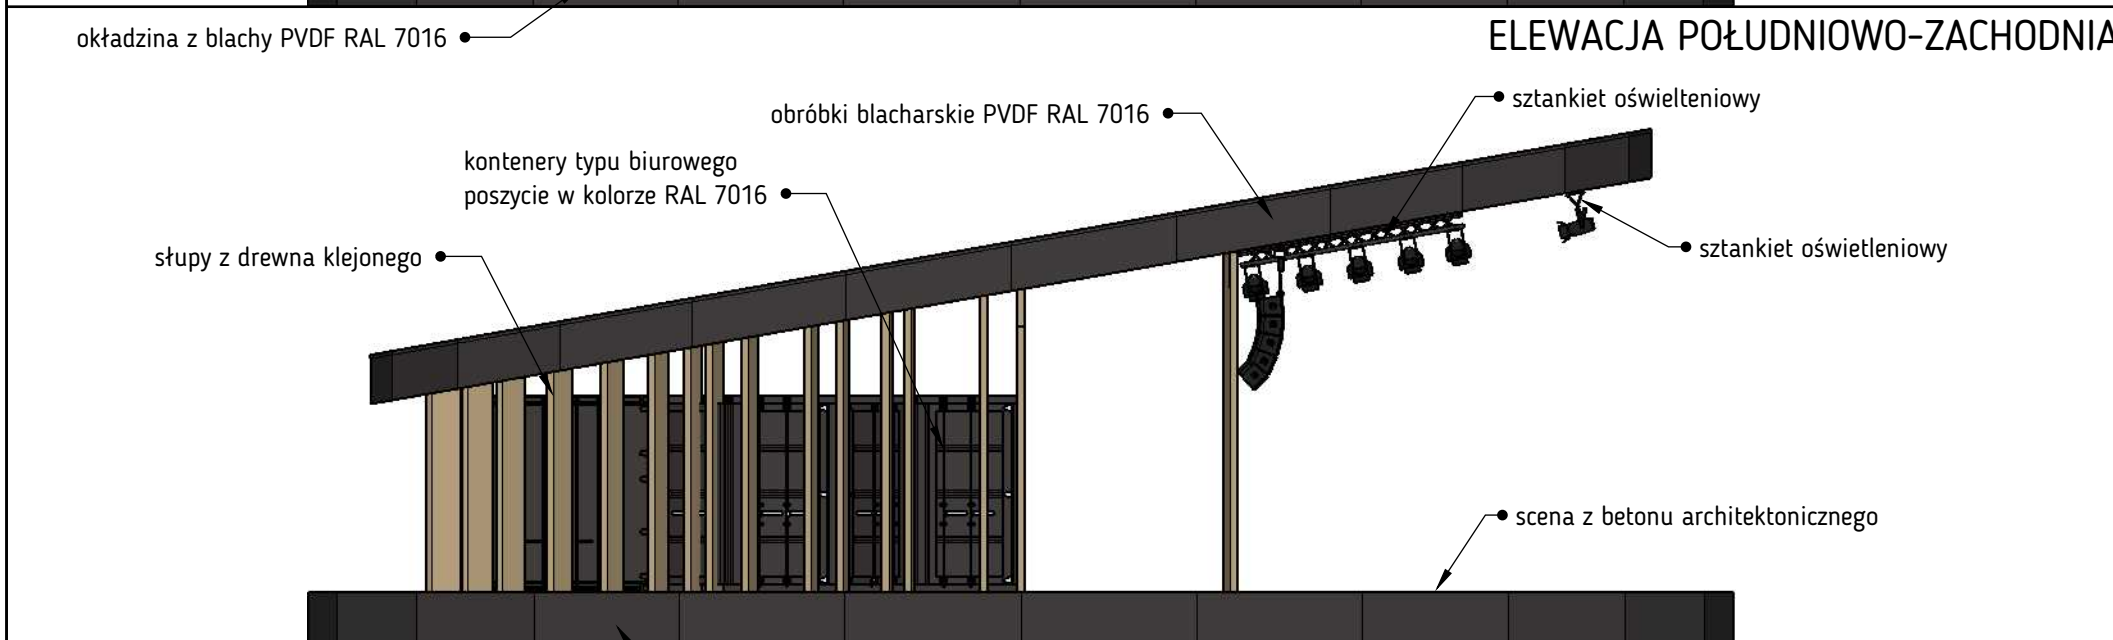 okładzina z blachy PVDF RAL 7016
ELEWACJA POŁUDNIOWO-ZACHODNIA
sztankiet oświelteniowy
obróbki blacharskie PVDF RAL 7016
kontenery typu biurowego
poszycie w kolorze RAL 7016
słupy z drewna klejonego
sztankiet oświetleniowy
scena z betonu architektonicznego